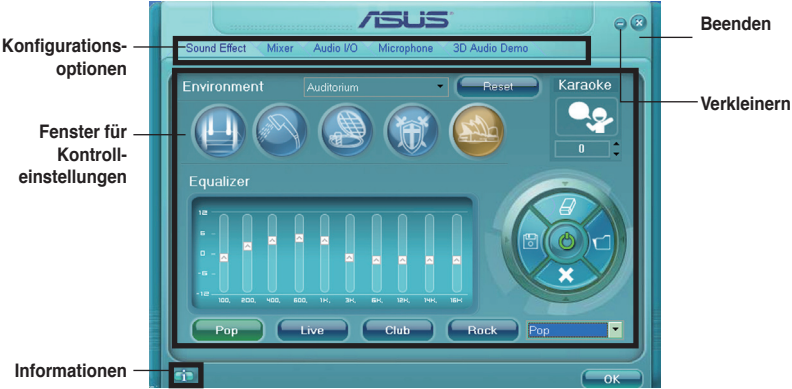 ASUS
Beenden
Konfigurations-
optionen
Sound Effect Mixer Audio I/O Microphone 3D Audio Demo
Verkleinern
Environment Auditorium Reset Karaoke
0
Fenster für
Kontroll-
einstellungen
Equalizer
12
6
0
-6
-12
100, 200, 400, 600, 1K, 3K, 6K, 12K, 14K, 16K
Pop Live Club Rock Pop
Informationen
i
OK